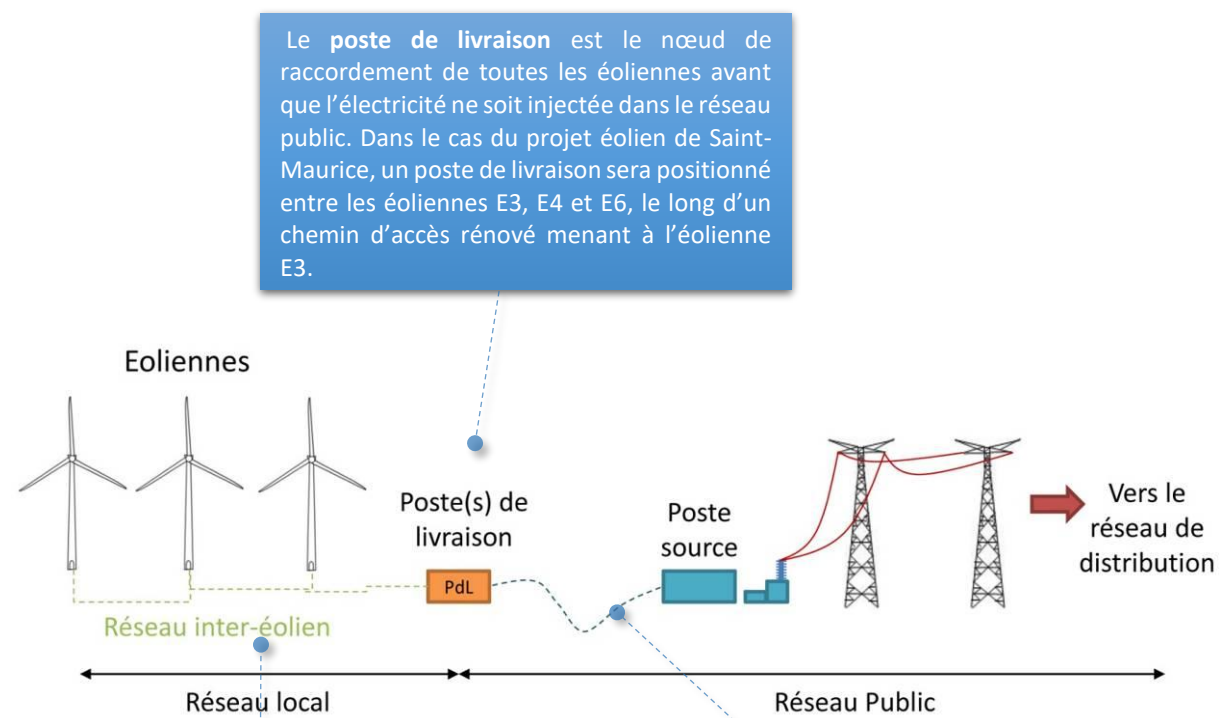 Le poste de livraison est le nœud de
raccordement de toutes les éoliennes avant
que l’électricité ne soit injectée dans le réseau
public. Dans le cas du projet éolien de Saint-
Maurice, un poste de livraison sera positionné
entre les éoliennes E3, E4 et E6, le long d’un
chemin d’accès rénové menant à l’éolienne
E3.
Eoliennes
Poste(s) de
livraison
PdL
Poste
source
Vers le
réseau de
distribution
Réseau inter-éolien
Réseau local
Réseau Public